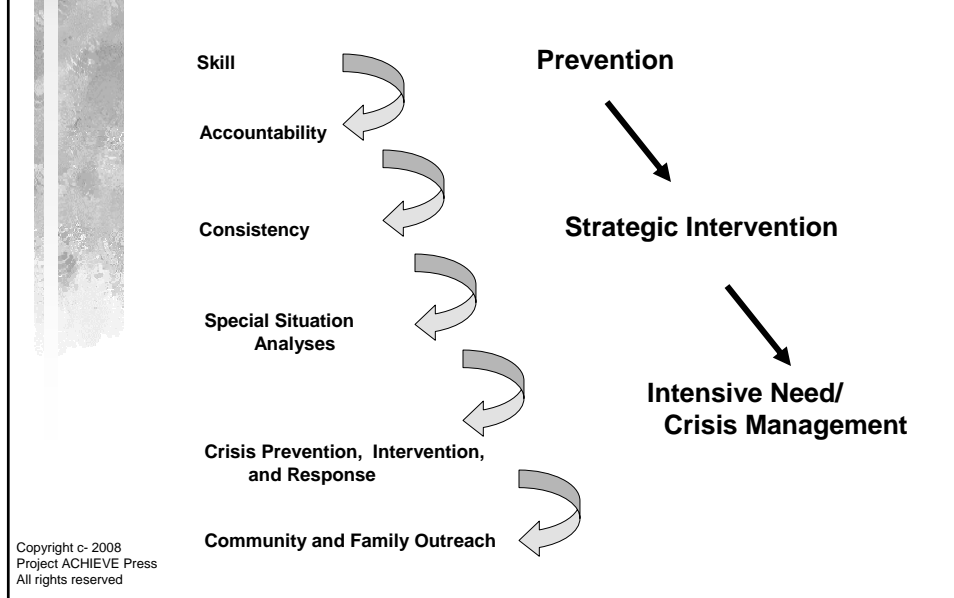 Skill
Accountability
Consistency
Special Situation
Analyses
Crisis Prevention, Intervention,
and Response
Community and Family Outreach
Prevention
Strategic Intervention
Intensive Need/
Crisis Management
Copyright c- 2008
Project ACHIEVE Press
All rights reserved